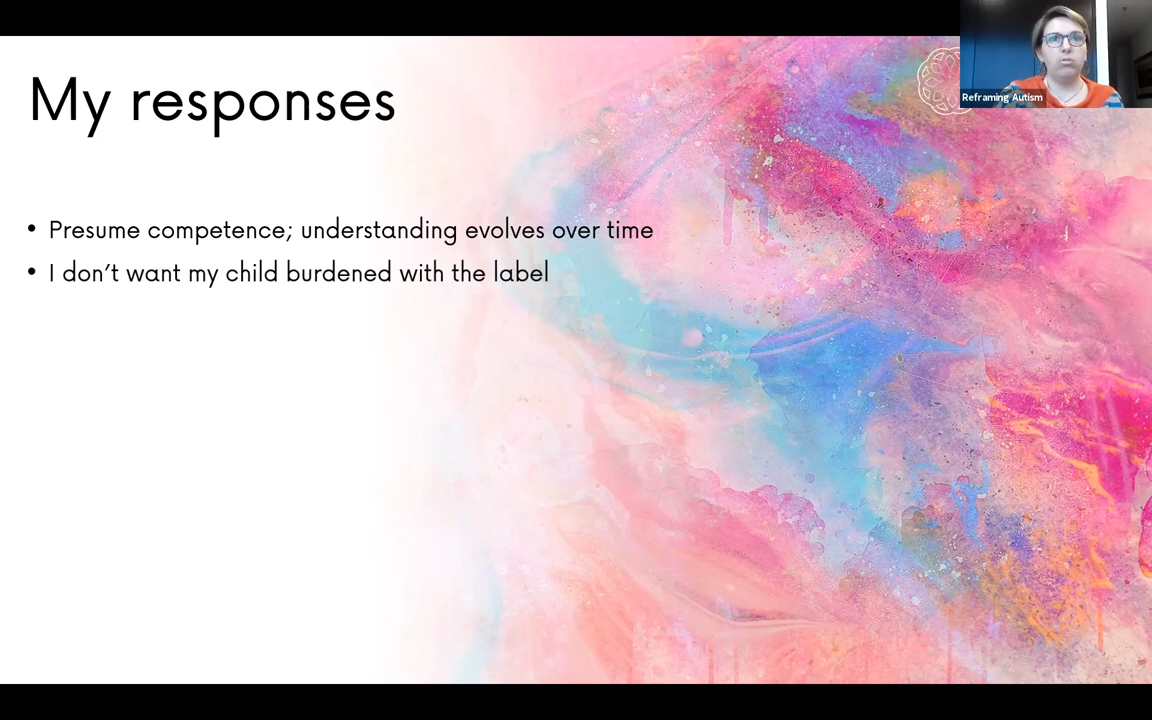 My responses
• Presume competence; understanding evolves over time
• I don’t want my child burdened with the label
Reframing Autism